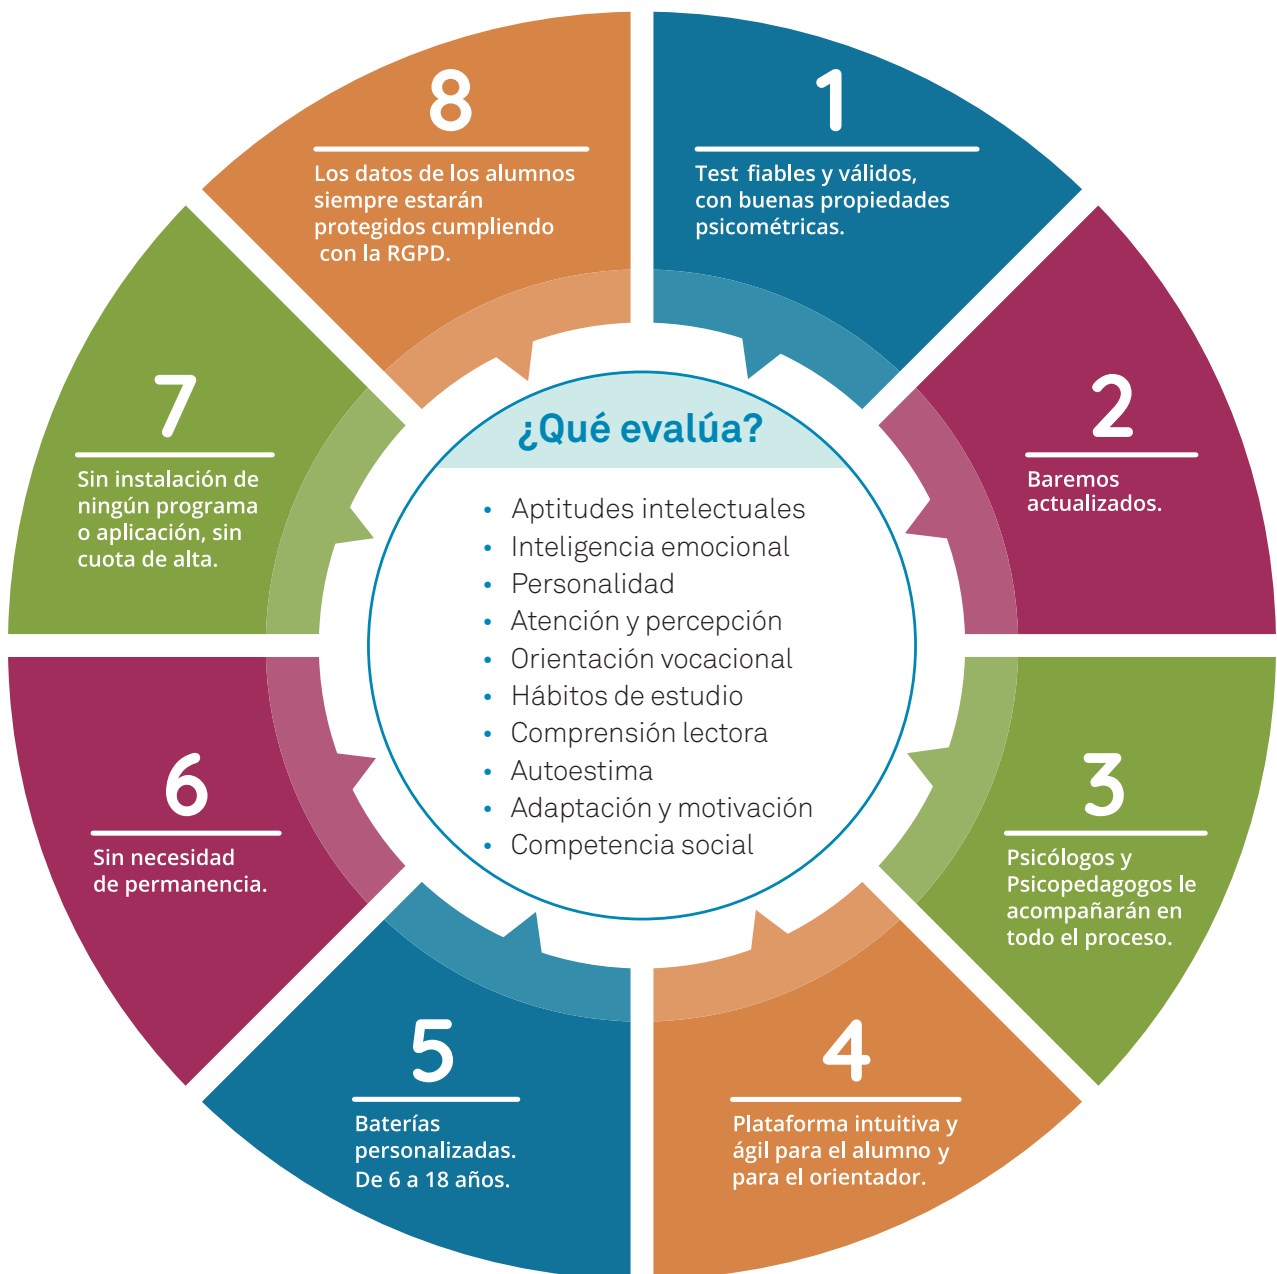 1
Test fiables y válidos,
con buenas propiedades
psicométricas.
2
Baremos
actualizados.
3
Psicólogos y
Psicopedagogos le
acompañarán en
todo el proceso.
4
Plataforma intuitiva y
ágil para el alumno y
para el orientador.
5
Baterías
personalizadas.
De 6 a 18 años.
6
Sin necesidad
de permanencia.
7
Sin instalación de
ningún programa
o aplicación, sin
cuota de alta.
8
Los datos de los alumnos
siempre estarán
protegidos cumpliendo
con la RGPD.
¿Qué evalúa?
• Aptitudes intelectuales
• Inteligencia emocional
• Personalidad
• Atención y percepción
• Orientación vocacional
• Hábitos de estudio
• Comprensión lectora
• Autoestima
• Adaptación y motivación
• Competencia social